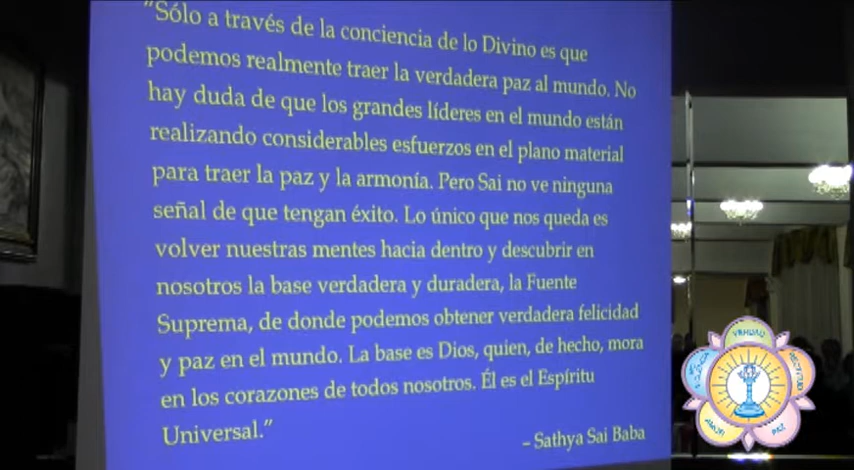 "Sólo a través de la conciencia de lo Divino es que
podemos realmente traer la verdadera paz al mundo. No
hay duda de que los grandes líderes en el mundo están
realizando considerables esfuerzos en el plano material
para traer la paz y la armonía. Pero Sai no ve ninguna
señal de que tengan éxito. Lo único que nos queda es
volver nuestras mentes hacia dentro y descubrir en
nosotros la base verdadera y duradera, la Fuente
Suprema, de donde podemos obtener verdadera felicidad
y paz en el mundo. La base es Dios, quien, de hecho, mora
en los corazones de todos nosotros. Él es el Espíritu
Universal."
– Sathya Sai Baba
VERDAD
RECTITUD
PAZ
AMOR